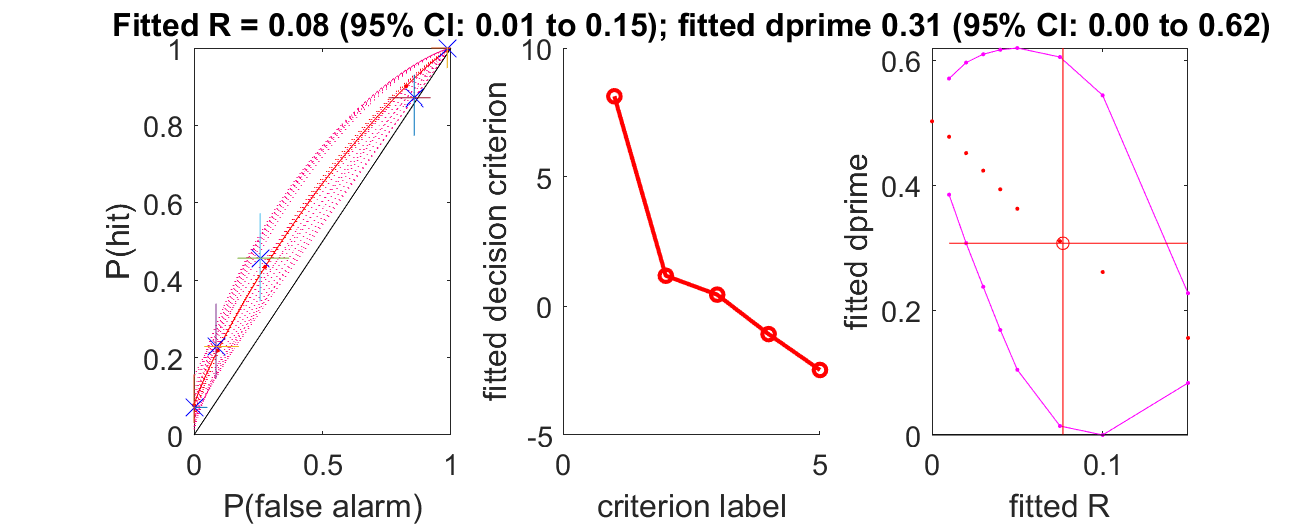 Fitted R = 0.08 (95% CI: 0.01 to 0.15); fitted dprime 0.31 (95% CI: 0.00 to 0.62)
P(hit)
1
0.8
0.6
0.4
0.2
0
0 0.5 1
P(false alarm)
fitted decision criterion
10
5
0
-5
0 5
criterion label
fitted dprime
0.6
0.4
0.2
0
0 0.1
fitted R